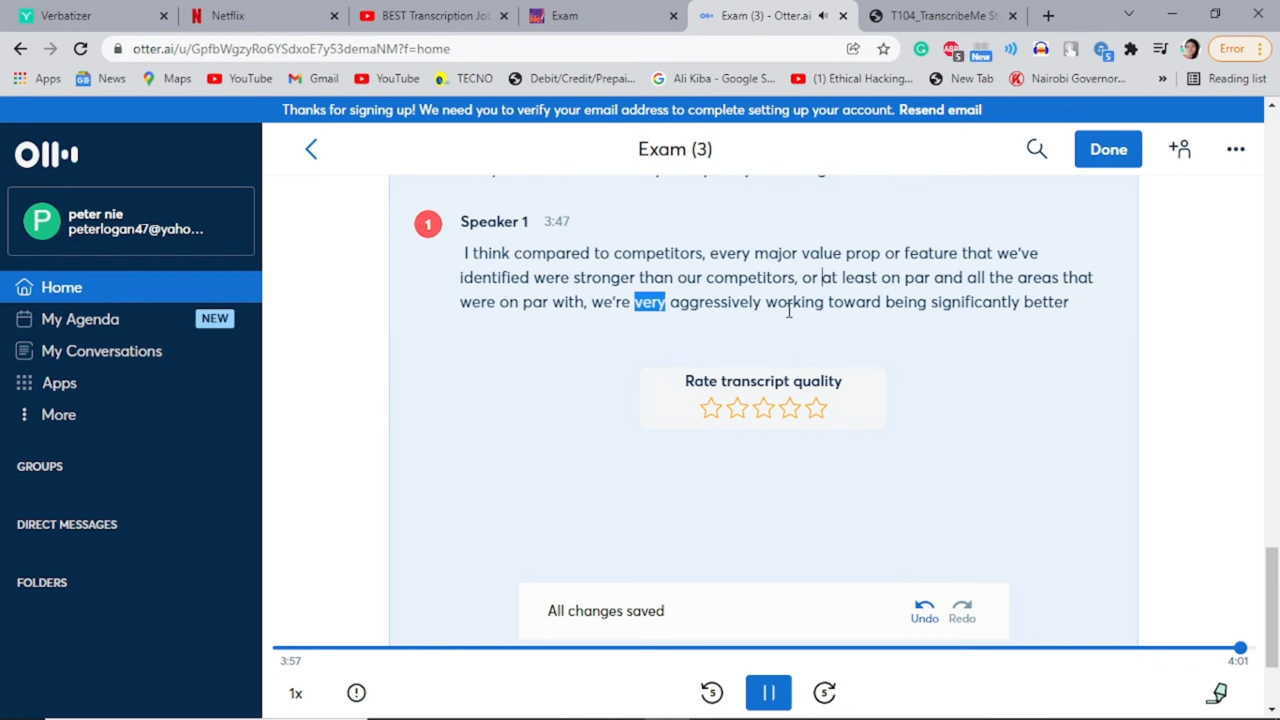 Verbatizer
Netflix
BEST Transcription Jo
Exam
Exam (3) - Otter.ai
T104_TranscribeMe St
otter.ai/u/GpfbWgzyRo6YSdxoE7y53demaNM?f=home
5
New
5
Error
Apps
News
Maps
YouTube
Gmail
YouTube
TECNO
Debit/Credit/Prepai...
Ali Kiba - Google S...
(1) Ethical Hacking...
New Tab
Nairobi Governor...
»
Reading list
Thanks for signing up! We need you to verify your email address to complete setting up your account. Resend email
Exam (3)
Done
P
peter nie
peterlogan47@yaho...
Home
My Agenda
NEW
My Conversations
Apps
More
GROUPS
DIRECT MESSAGES
FOLDERS
1
Speaker 1 3:47
I think compared to competitors, every major value prop or feature that we've
identified were stronger than our competitors, or at least on par and all the areas that
were on par with, we're very aggressively working toward being significantly better
Rate transcript quality
All changes saved
Undo
Redo
3:57
4:01
1x
5
5